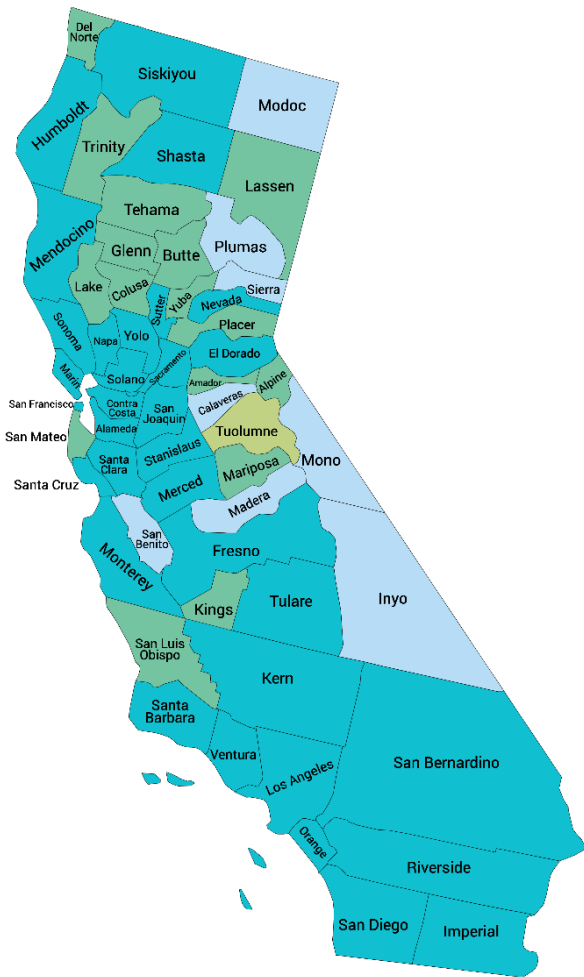 Del
Norte
Siskiyou
Modoc
Humboldt
Trinity
Shasta
Lassen
Tehama
Plumas
Mendocino
Glenn
Butte
Sierra
Lake
Colusa
Sutter
Yuba
Nevada
Placer
Sonoma
Napa
Yolo
Sacramento
El Dorado
Marin
Solano
Amador
Alpine
San Francisco
Contra
Costa
San
Joaquin
Calaveras
Alameda
Tuolumne
San Mateo
Santa
Clara
Stanislaus
Mono
Mariposa
Santa Cruz
Merced
Madera
San
Benito
Monterey
Fresno
Kings
Tulare
Inyo
San Luis
Obispo
Kern
Santa
Barbara
Ventura
Los Angeles
San Bernardino
Orange
Riverside
San Diego
Imperial